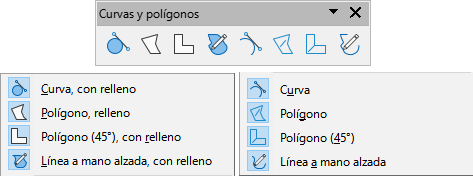 Curvas y polígonos
Curva, con relleno
Polígono, relleno
Polígono (45°), con relleno
Línea a mano alzada, con relleno
Curva
Polígono
Polígono (45°)
Línea a mano alzada